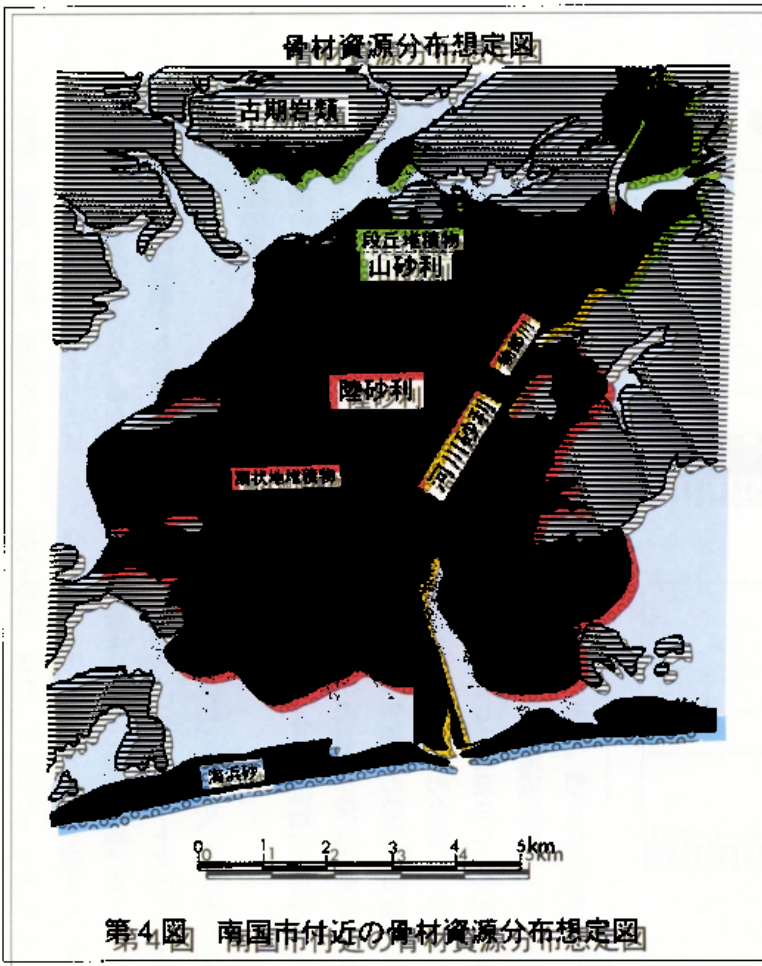 骨材資源分布想定図
古期岩類
段丘堆積物
山砂利
陸砂利
河川砂利
扇状地堆積物
海浜砂
0 1 2 3 4 5km
第4図 南国市付近の骨材資源分布想定図